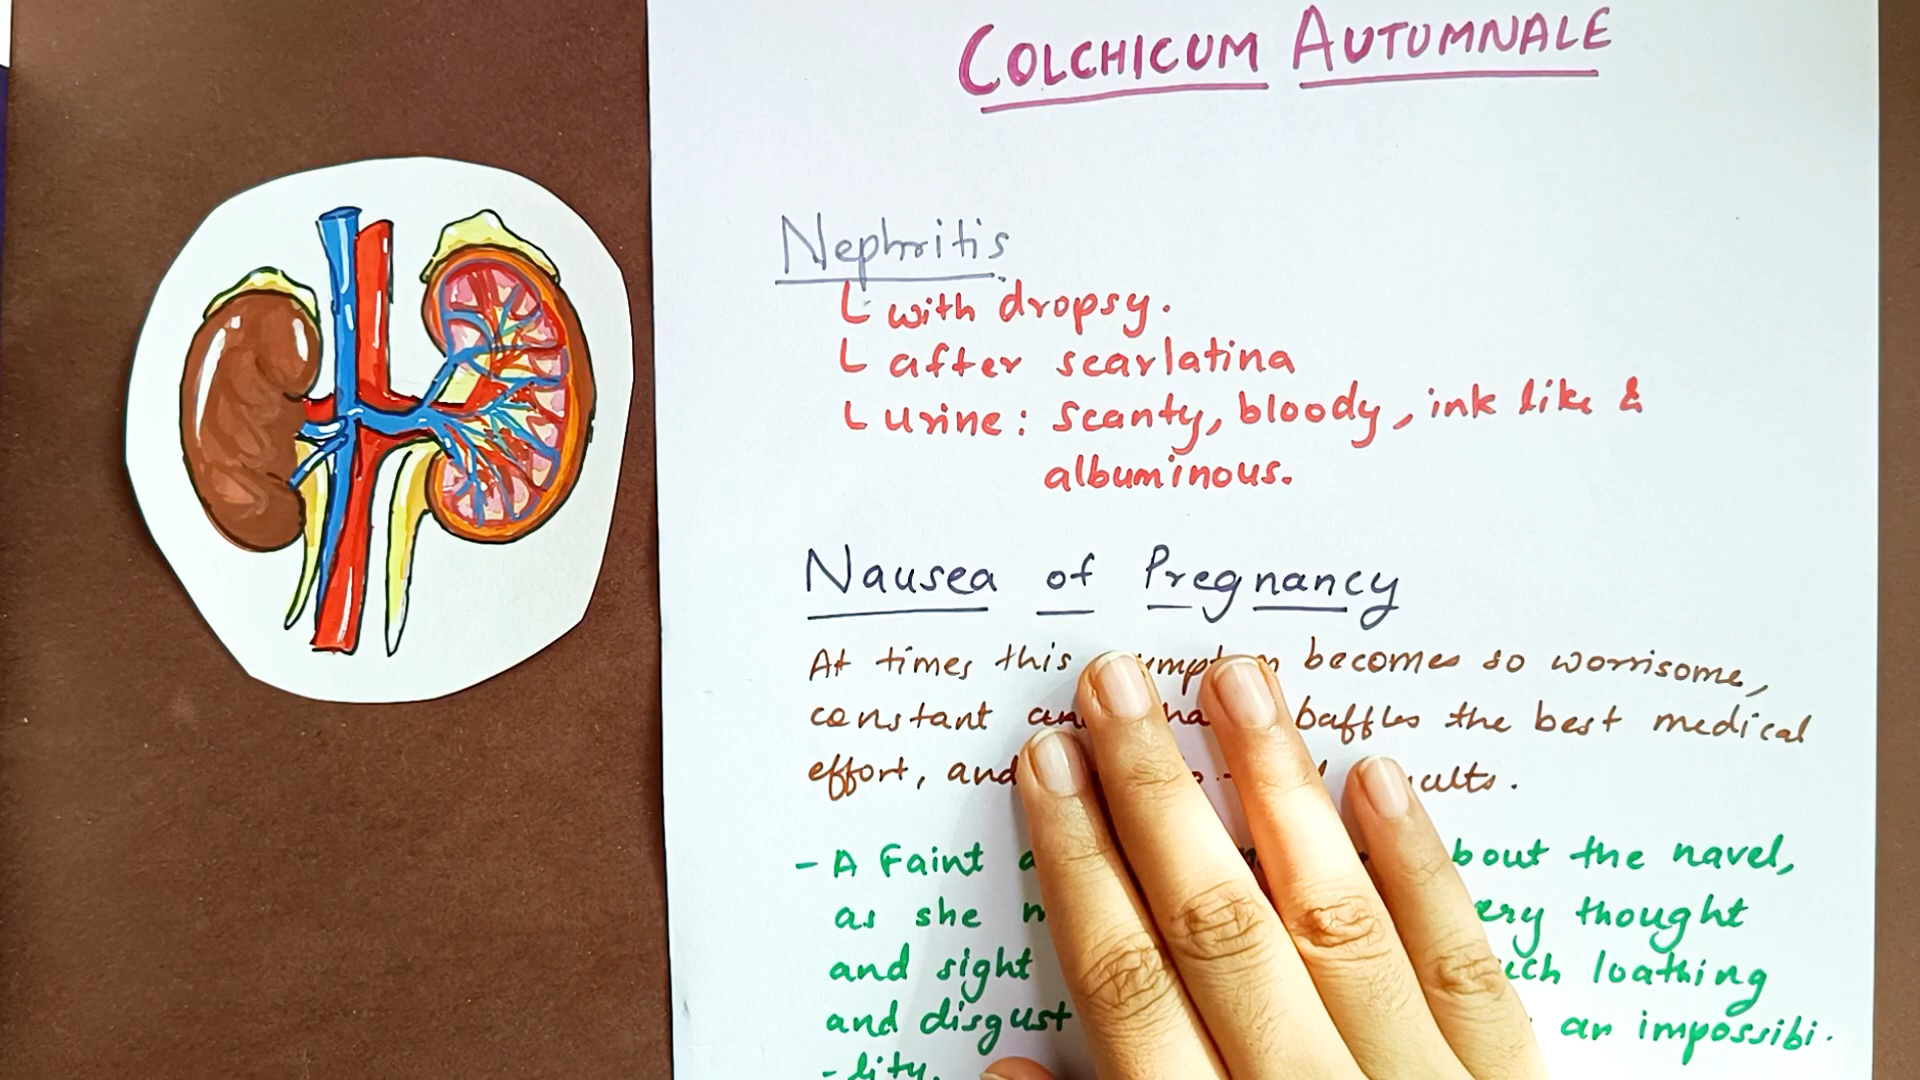 COLCHICUM AUTUMNALE
Nephritis
with dropsy.
after scarlatina
urine: scanty, bloody, ink like &
albuminous.
Nausea of Pregnancy
At times this becomes so worrisome,
constant baffles the best medical
effort, and
- A Faint the navel,
as she thought
and sight loathing
and disgust an impossibi.
-lity.